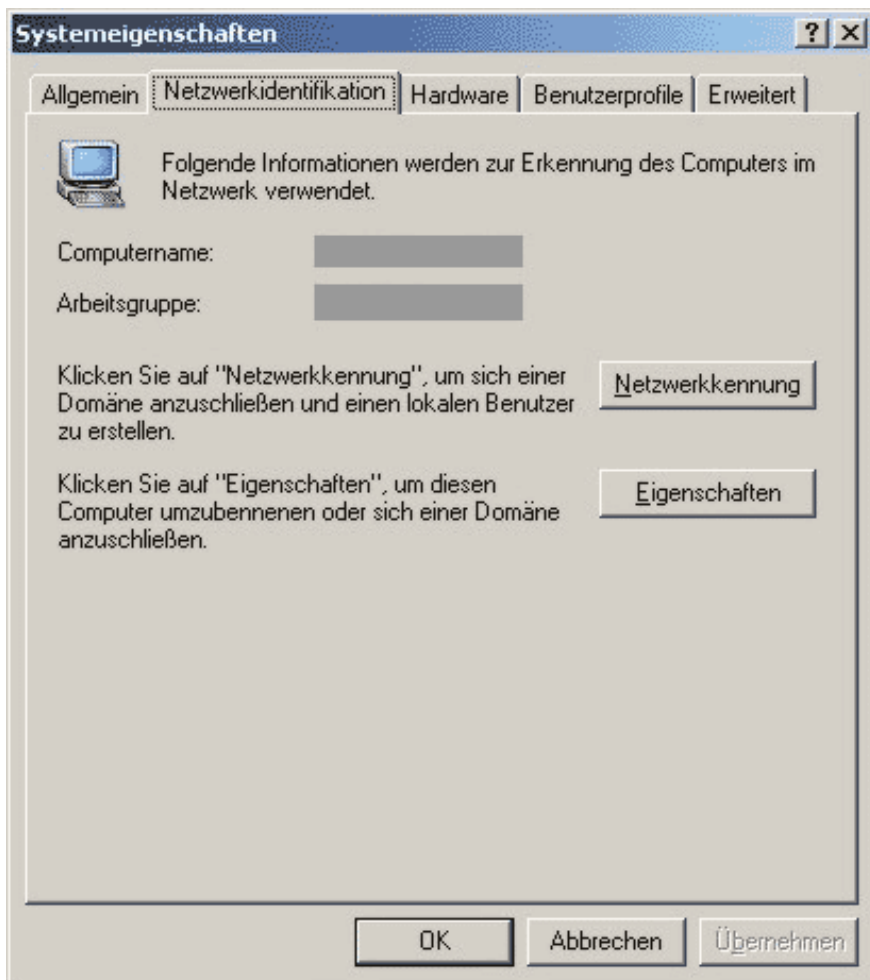 Systemeigenschaften
Allgemein Netzwerkidentifikation Hardware Benutzerprofile Erweitert
Folgende Informationen werden zur Erkennung des Computers im
Netzwerk verwendet.
Computername:
Arbeitsgruppe:
Klicken Sie auf "Netzwerkkennung", um sich einer
Domäne anzuschließen und einen lokalen Benutzer
zu erstellen.
Netzwerkkennung
Klicken Sie auf "Eigenschaften", um diesen
Computer umzubennenen oder sich einer Domäne
anzuschließen.
Eigenschaften
OK Abbrechen Übernehmen